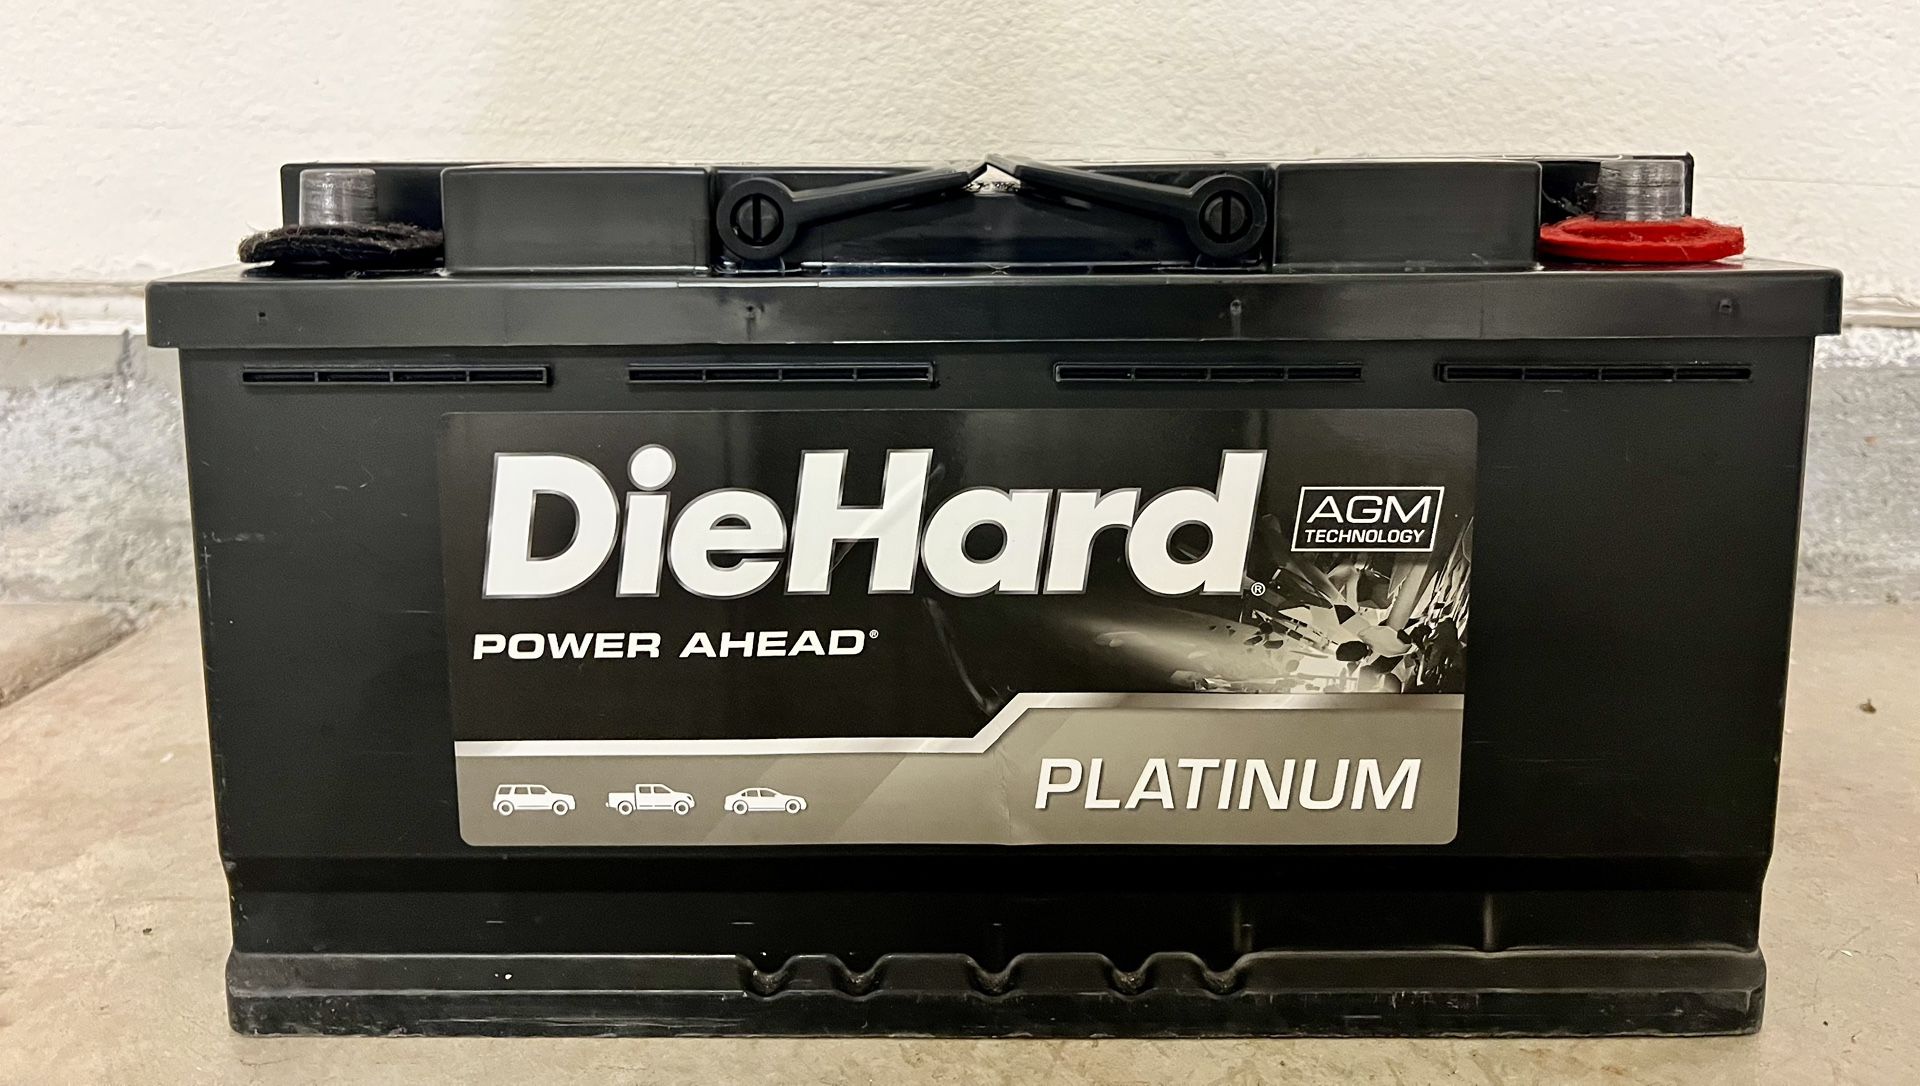 DieHard®
AGM
TECHNOLOGY
POWER AHEAD®
PLATINUM